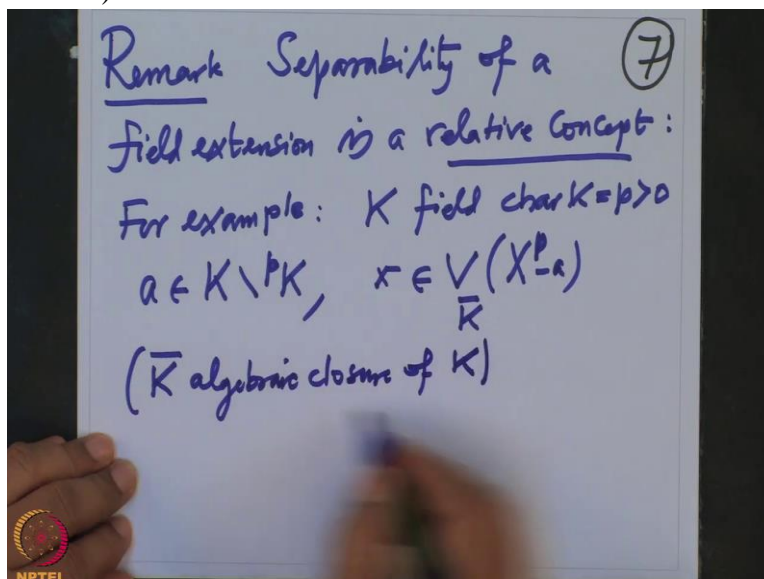 Remark Separability of a 7
field extension is a relative Concept:
For example: K field char K = p > 0
a ∈ K \ ᵖK, x ∈ V_K̄ (X^p - a)
(K̄ algebraic closure of K)
NPTEL